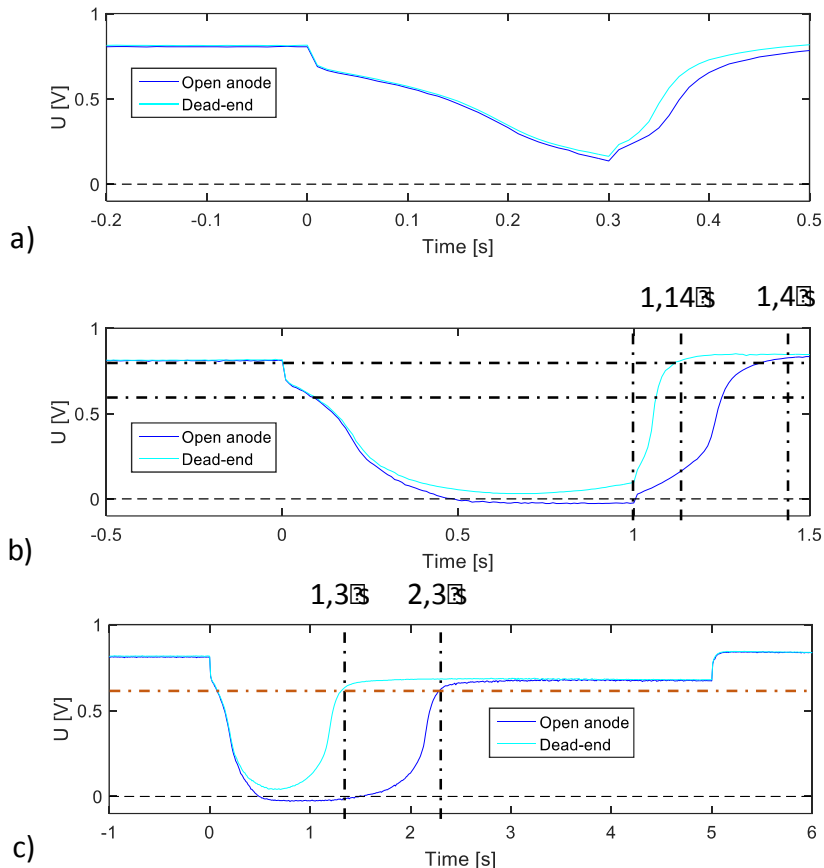 1
U [V]
0.5
0
Open anode
Dead-end
-0.2
-0.1
0
0.1
0.2
0.3
0.4
0.5
Time [s]
a)
1,14 s
1,4 s
1
U [V]
0.5
0
Open anode
Dead-end
-0.5
0
0.5
1
1.5
Time [s]
b)
1,3 s
2,3 s
1
U [V]
0.5
0
Open anode
Dead-end
-1
0
1
2
3
4
5
6
Time [s]
c)